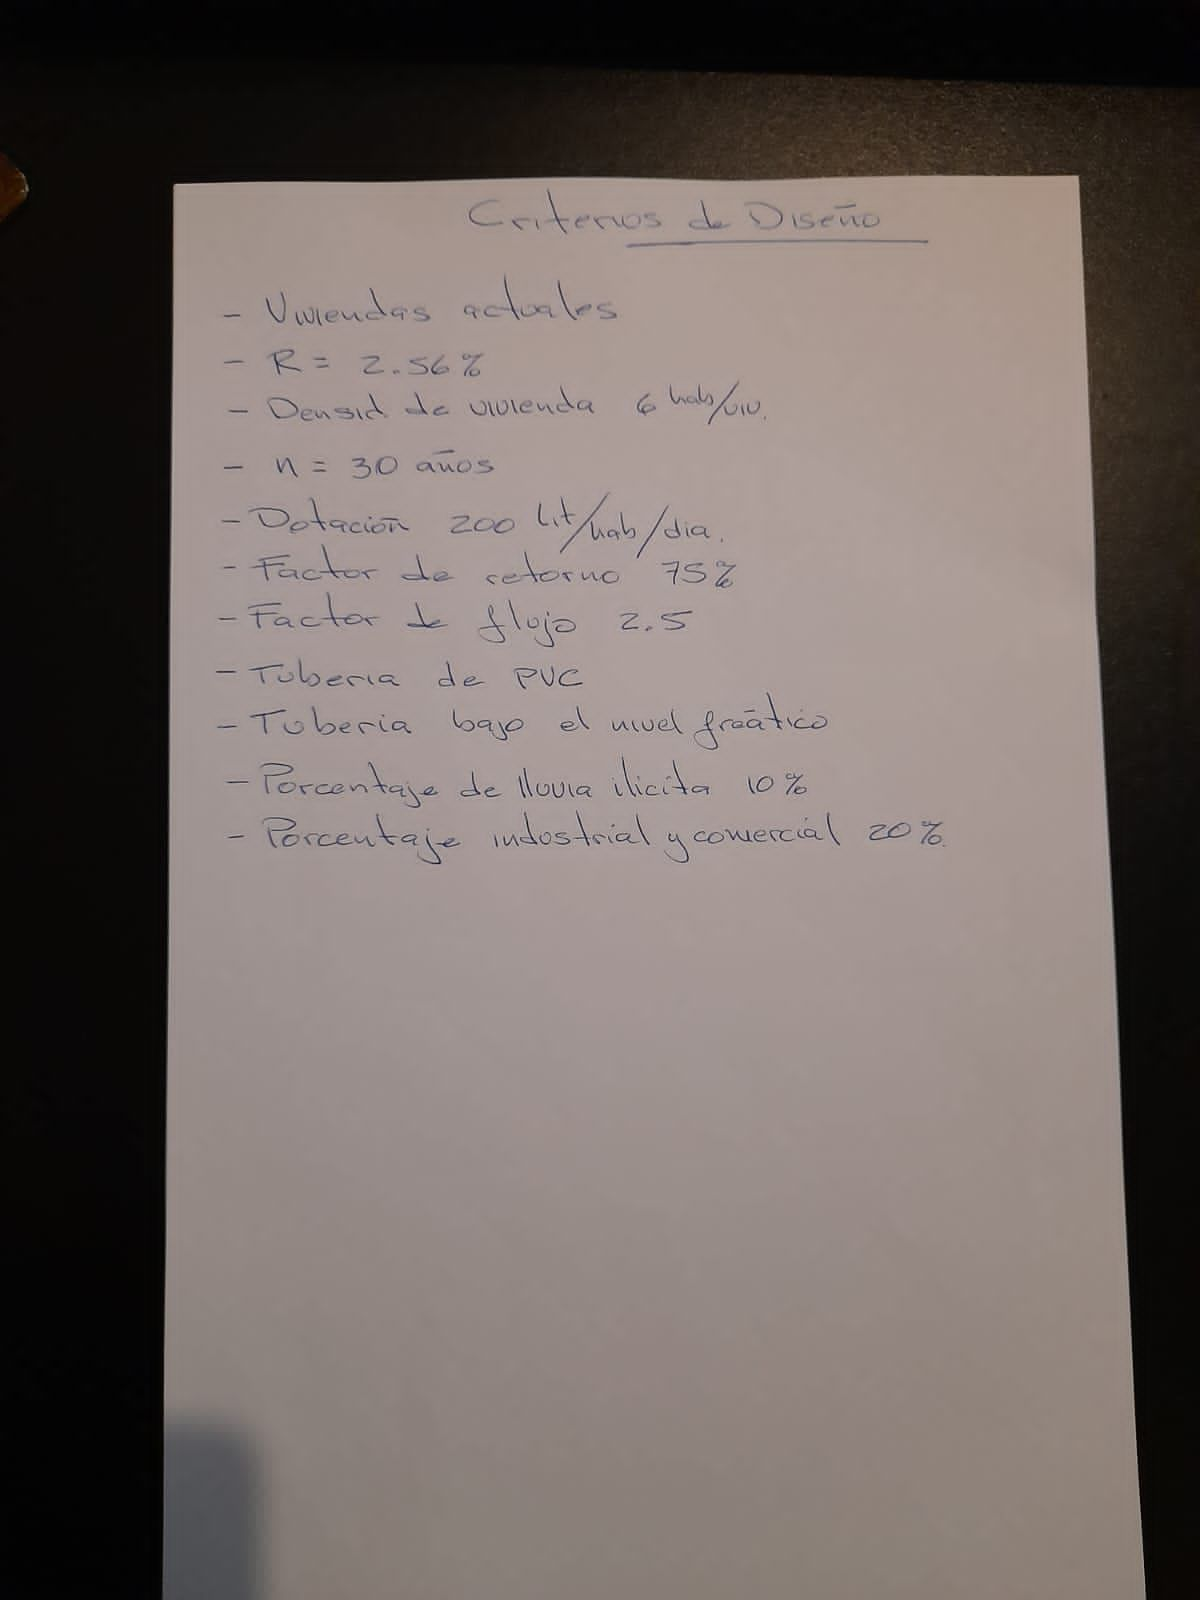 Criterios de Diseño
- Viviendas actuales
- R = 2.56%
- Densid. de vivienda 6 hab/viv.
- n = 30 años
- Dotación 200 Lit/hab/dia.
- Factor de retorno 75%
- Factor de flujo 2.5
- Tuberia de PVC
- Tuberia bajo el nivel freático
- Porcentaje de lluvia ilicita 10%
- Porcentaje industrial y comercial 20%.